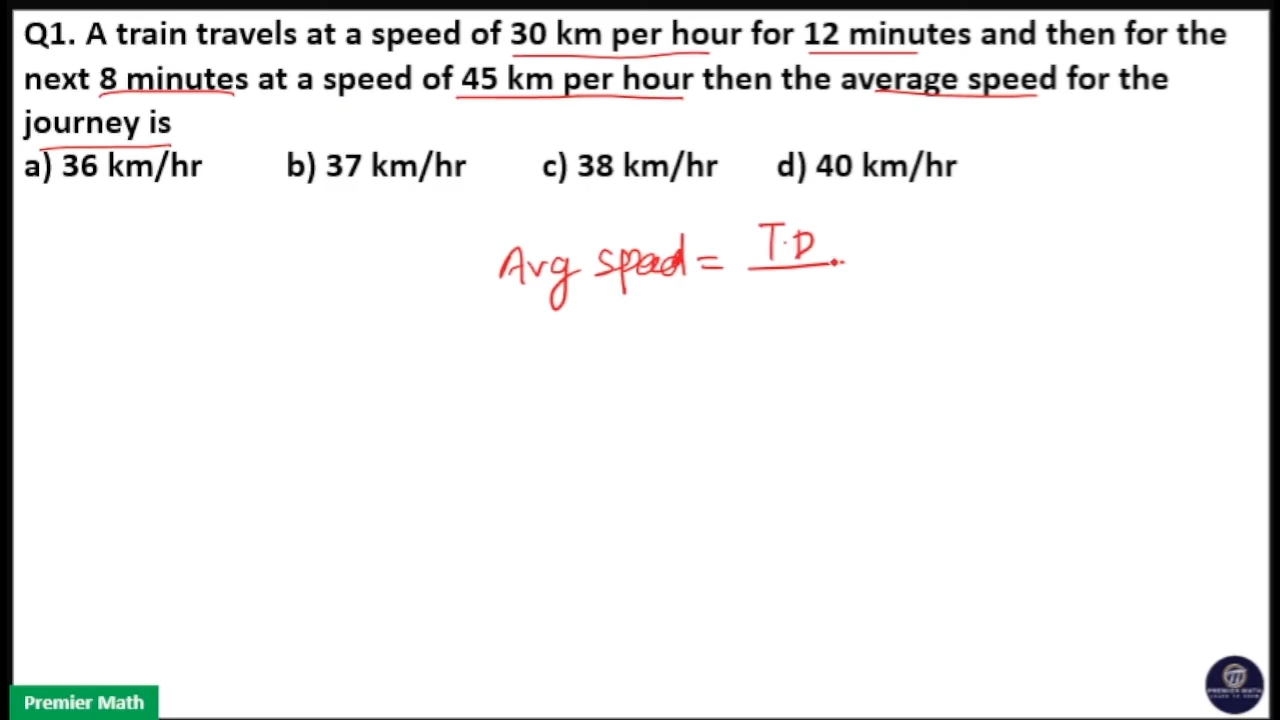 Q1. A train travels at a speed of 30 km per hour for 12 minutes and then for the
next 8 minutes at a speed of 45 km per hour then the average speed for the
journey is
a) 36 km/hr b) 37 km/hr c) 38 km/hr d) 40 km/hr
Avg speed = T.D
Premier Math
PREMIER MATH